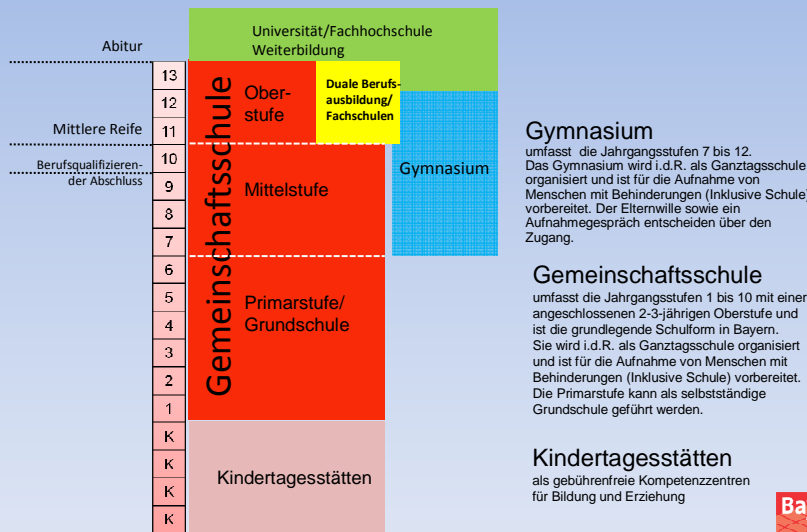 Universität/Fachhochschule
Weiterbildung
Abitur
13
12
11
10
9
8
7
6
5
4
3
2
1
K
K
K
K
Mittlere Reife
Berufsqualifizieren-
der Abschluss
Gemeinschaftsschule
Ober-
stufe
Duale Berufs-
ausbildung/
Fachschulen
Mittelstufe
Gymnasium
Primarstufe/
Grundschule
Kindertagesstätten
Gymnasium
umfasst die Jahrgangsstufen 7 bis 12.
Das Gymnasium wird i.d.R. als Ganztagsschule
organisiert und ist für die Aufnahme von
Menschen mit Behinderungen (Inklusive Schule)
vorbereitet. Der Elternwille sowie ein
Aufnahmegespräch entscheiden über den
Zugang.
Gemeinschaftsschule
umfasst die Jahrgangsstufen 1 bis 10 mit einer
angeschlossenen 2-3-jährigen Oberstufe und
ist die grundlegende Schulform in Bayern.
Sie wird i.d.R. als Ganztagsschule organisiert
und ist für die Aufnahme von Menschen mit
Behinderungen (Inklusive Schule) vorbereitet.
Die Primarstufe kann als selbstständige
Grundschule geführt werden.
Kindertagesstätten
als gebührenfreie Kompetenzzentren
für Bildung und Erziehung
Ba